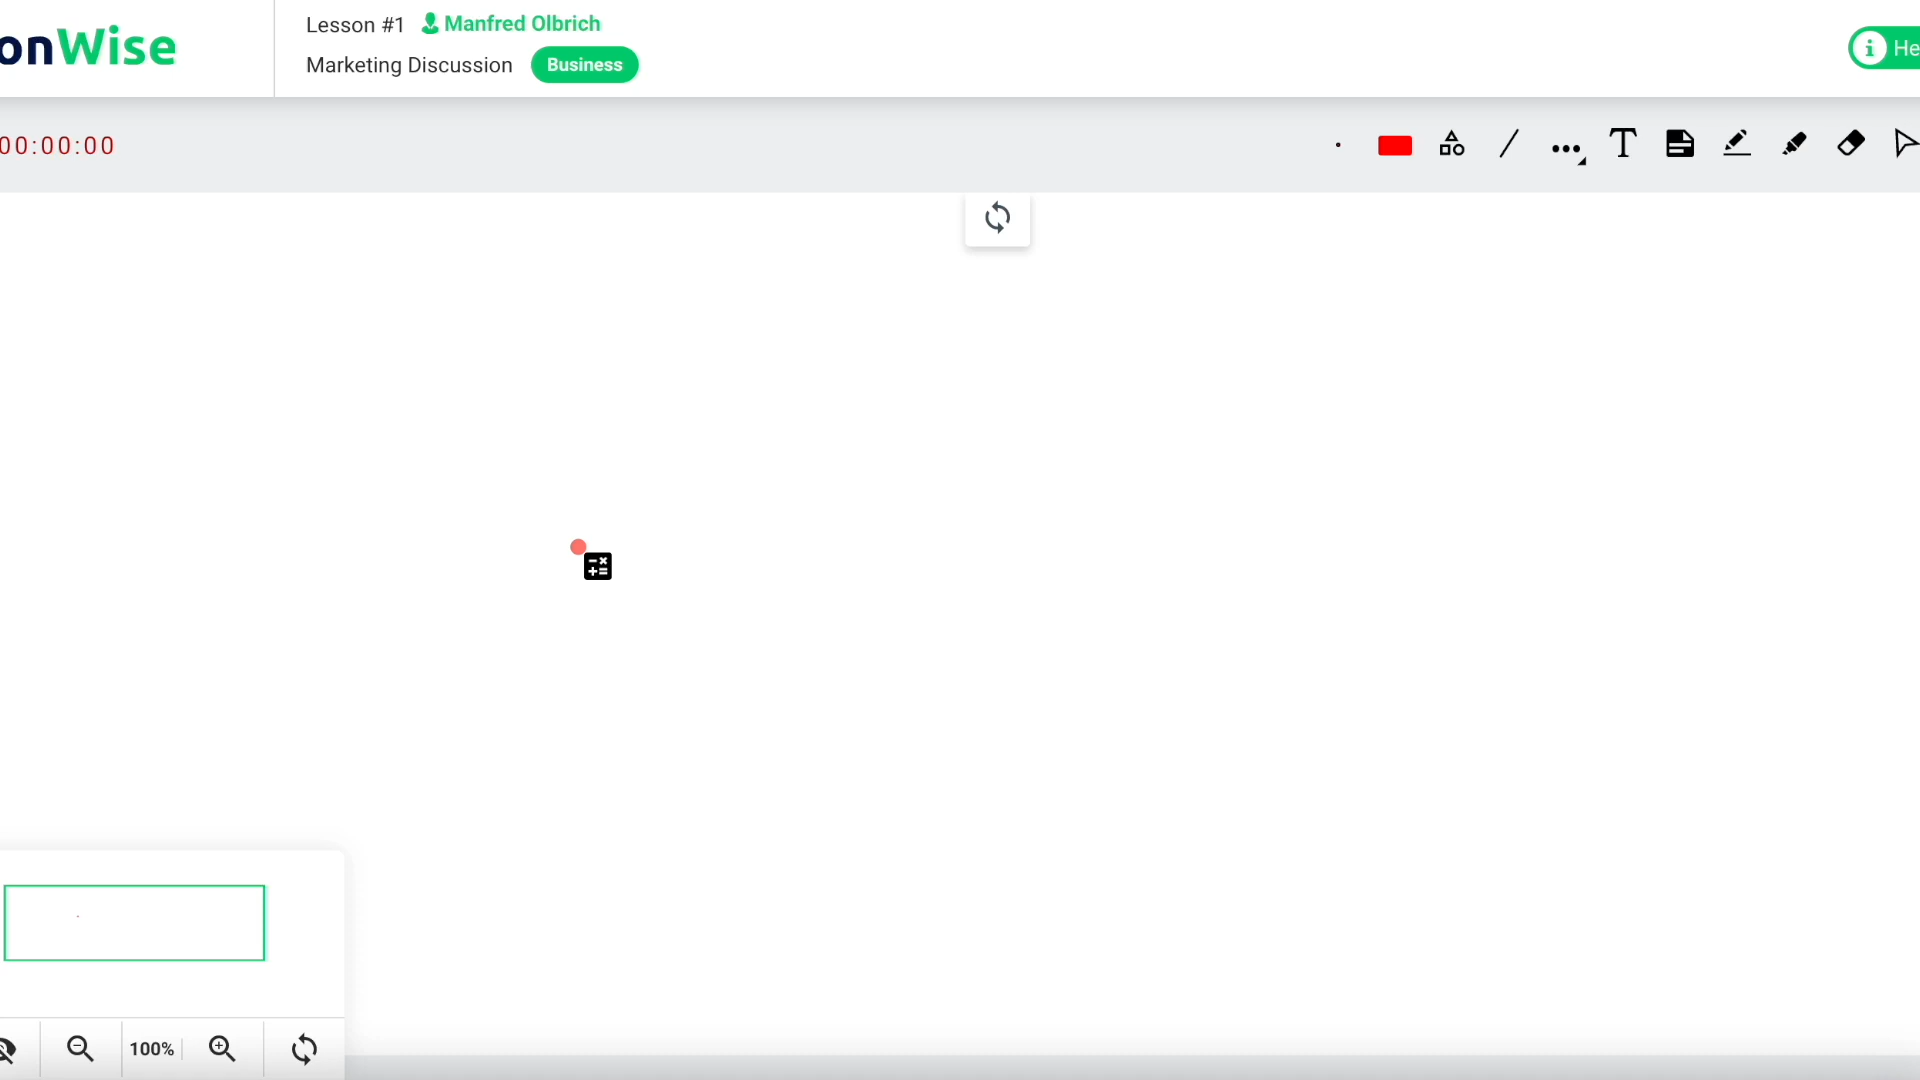 onWise
Lesson #1 Manfred Olbrich
Marketing Discussion Business
He
00:00:00
T
100%